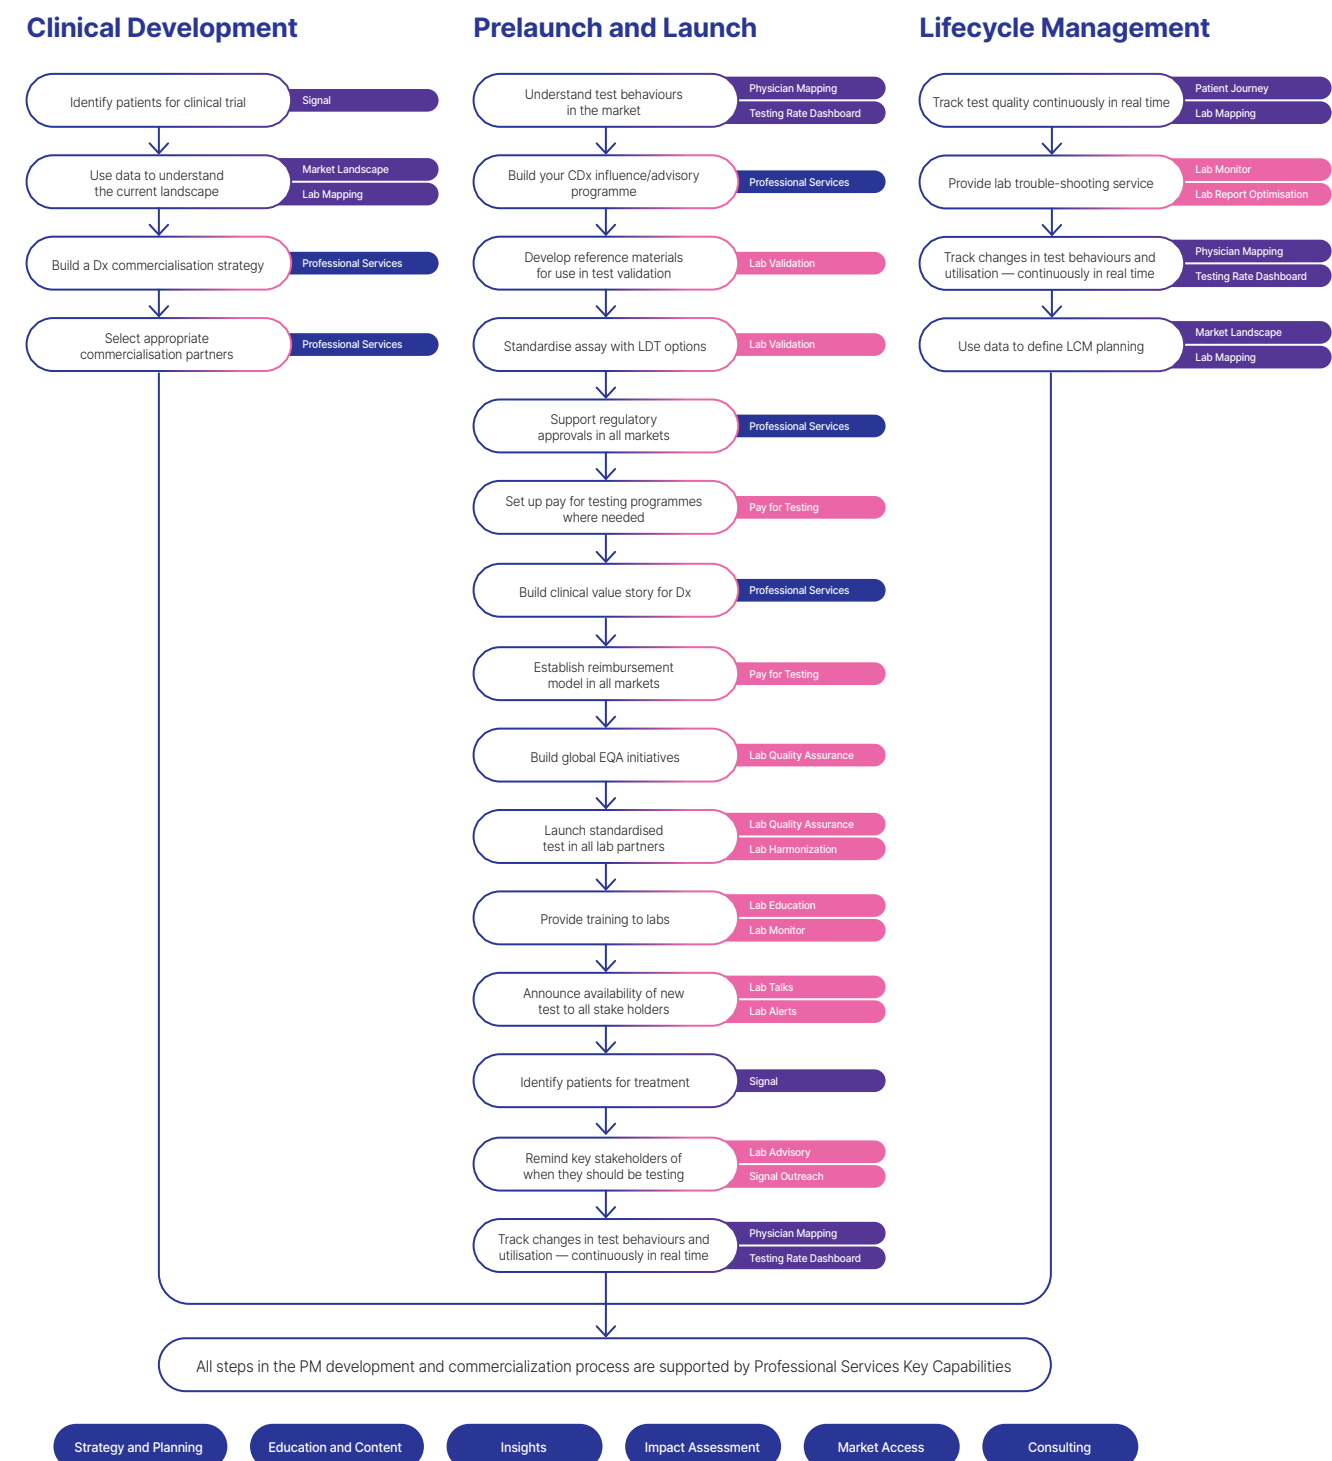 Clinical Development
Identify patients for clinical trial
Signal
Use data to understand
the current landscape
Market Landscape
Lab Mapping
Build a Dx commercialisation strategy
Professional Services
Select appropriate
commercialisation partners
Professional Services
Prelaunch and Launch
Understand test behaviours
in the market
Physician Mapping
Testing Rate Dashboard
Build your CDx influence/advisory
programme
Professional Services
Develop reference materials
for use in test validation
Lab Validation
Standardise assay with LDT options
Lab Validation
Support regulatory
approvals in all markets
Professional Services
Set up pay for testing programmes
where needed
Pay for Testing
Build clinical value story for Dx
Professional Services
Establish reimbursement
model in all markets
Pay for Testing
Build global EQA initiatives
Lab Quality Assurance
Launch standardised
test in all lab partners
Lab Quality Assurance
Lab Harmonization
Provide training to labs
Lab Education
Lab Monitor
Announce availability of new
test to all stake holders
Lab Talks
Lab Alerts
Identify patients for treatment
Signal
Remind key stakeholders of
when they should be testing
Lab Advisory
Signal Outreach
Track changes in test behaviours and
utilisation — continuously in real time
Physician Mapping
Testing Rate Dashboard
Lifecycle Management
Track test quality continuously in real time
Patient Journey
Lab Mapping
Provide lab trouble-shooting service
Lab Monitor
Lab Report Optimisation
Track changes in test behaviours and
utilisation — continuously in real time
Physician Mapping
Testing Rate Dashboard
Use data to define LCM planning
Market Landscape
Lab Mapping
All steps in the PM development and commercialization process are supported by Professional Services Key Capabilities
Strategy and Planning
Education and Content
Insights
Impact Assessment
Market Access
Consulting